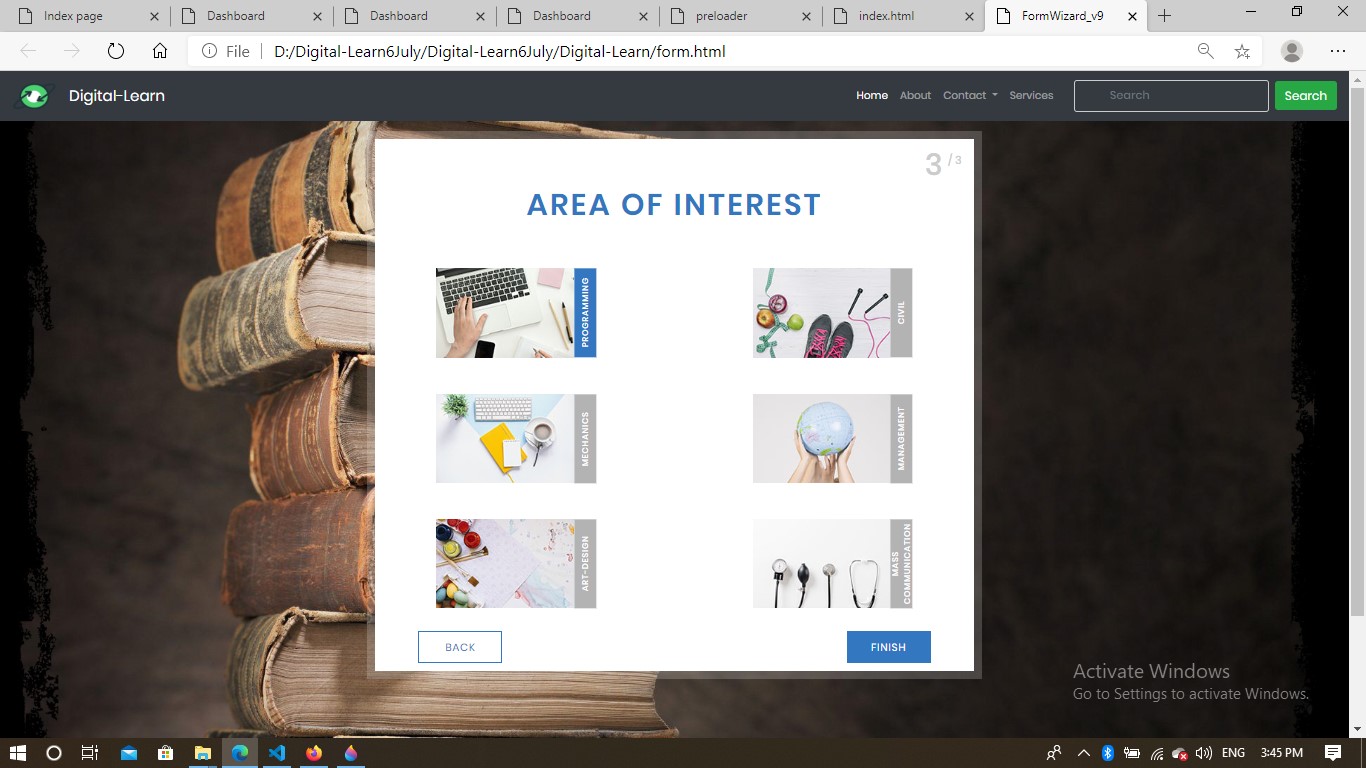 Index page
Dashboard
Dashboard
Dashboard
preloader
index.html
FormWizard_v9
File
D:/Digital-Learn6July/Digital-Learn6July/Digital-Learn/form.html
Digital-Learn
Home
About
Contact
Services
Search
Search
3 / 3
AREA OF INTEREST
PROGRAMMING
CIVIL
MECHANICS
MANAGEMENT
ART-DESIGN
MASS
COMMUNICATION
BACK
FINISH
Activate Windows
Go to Settings to activate Windows.
ENG
3:45 PM